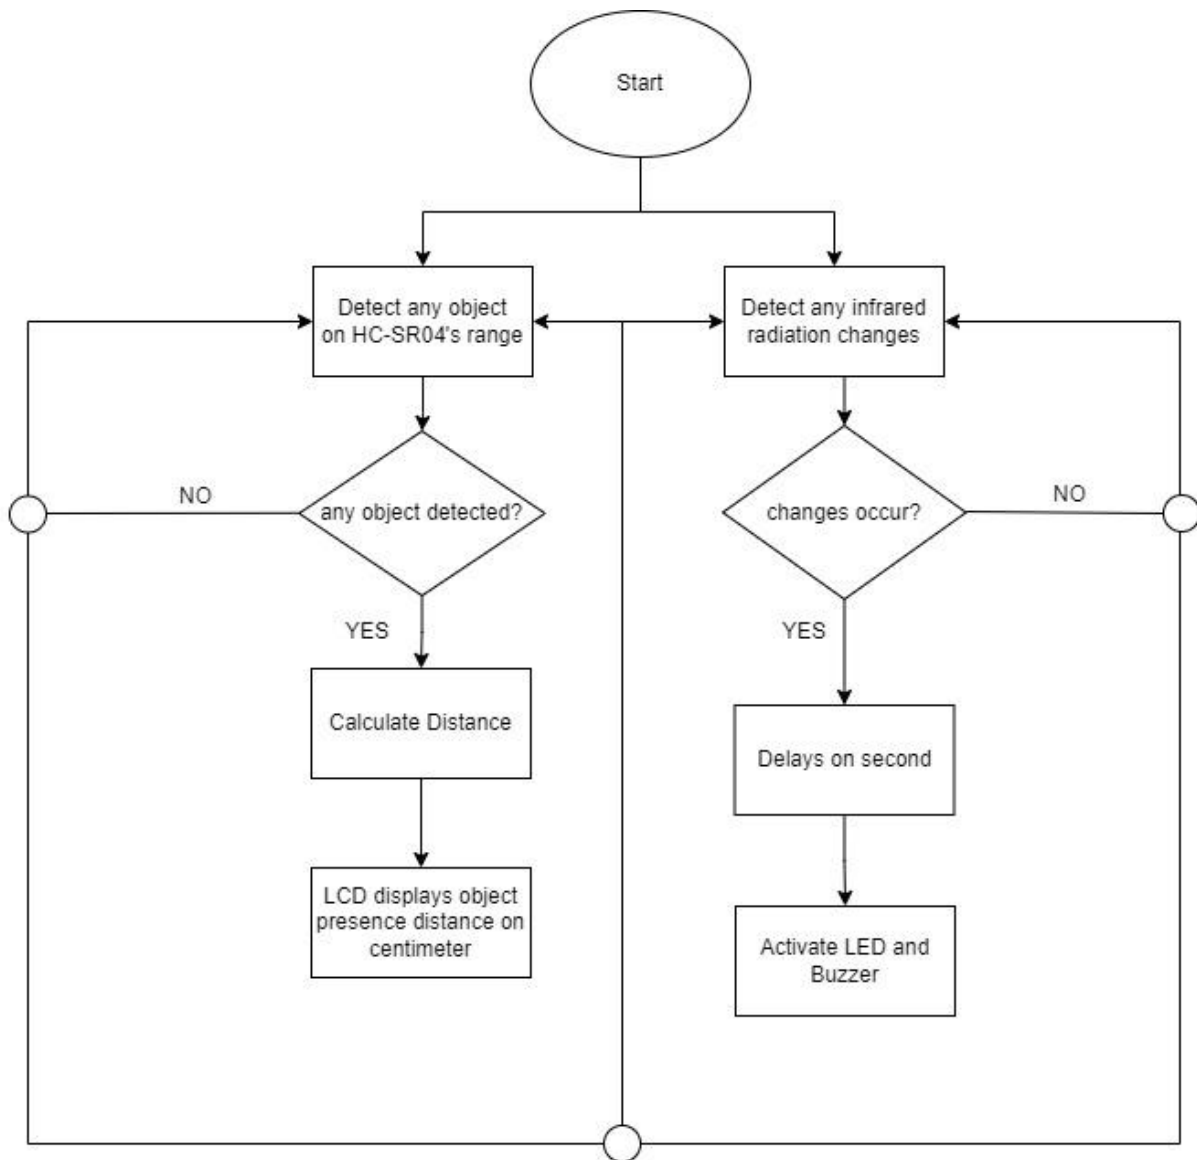 Start
Detect any object
on HC-SR04's range
Detect any infrared
radiation changes
NO
any object detected?
changes occur?
NO
YES
YES
Calculate Distance
Delays on second
LCD displays object
presence distance on
centimeter
Activate LED and
Buzzer